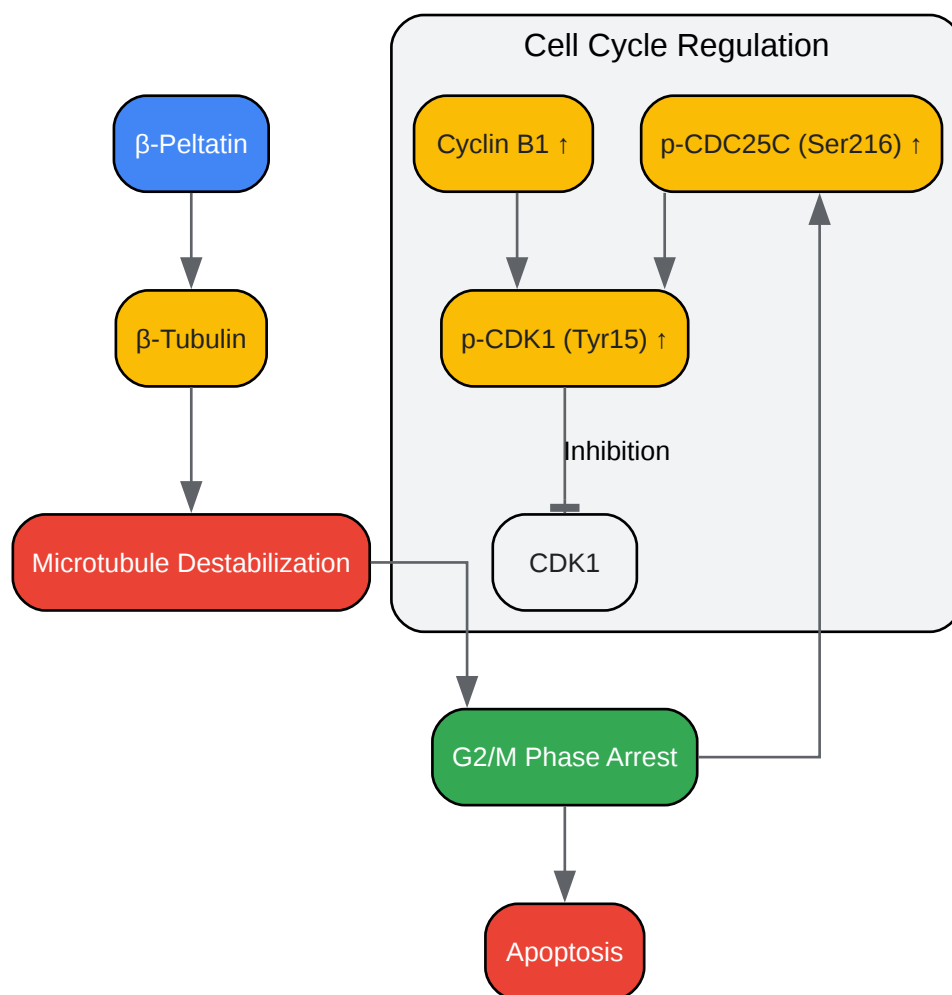 Cell Cycle Regulation
β-Peltatin
Cyclin B1 ↑
p-CDC25C (Ser216) ↑
β-Tubulin
p-CDK1 (Tyr15) ↑
Inhibition
Microtubule Destabilization
CDK1
G2/M Phase Arrest
Apoptosis